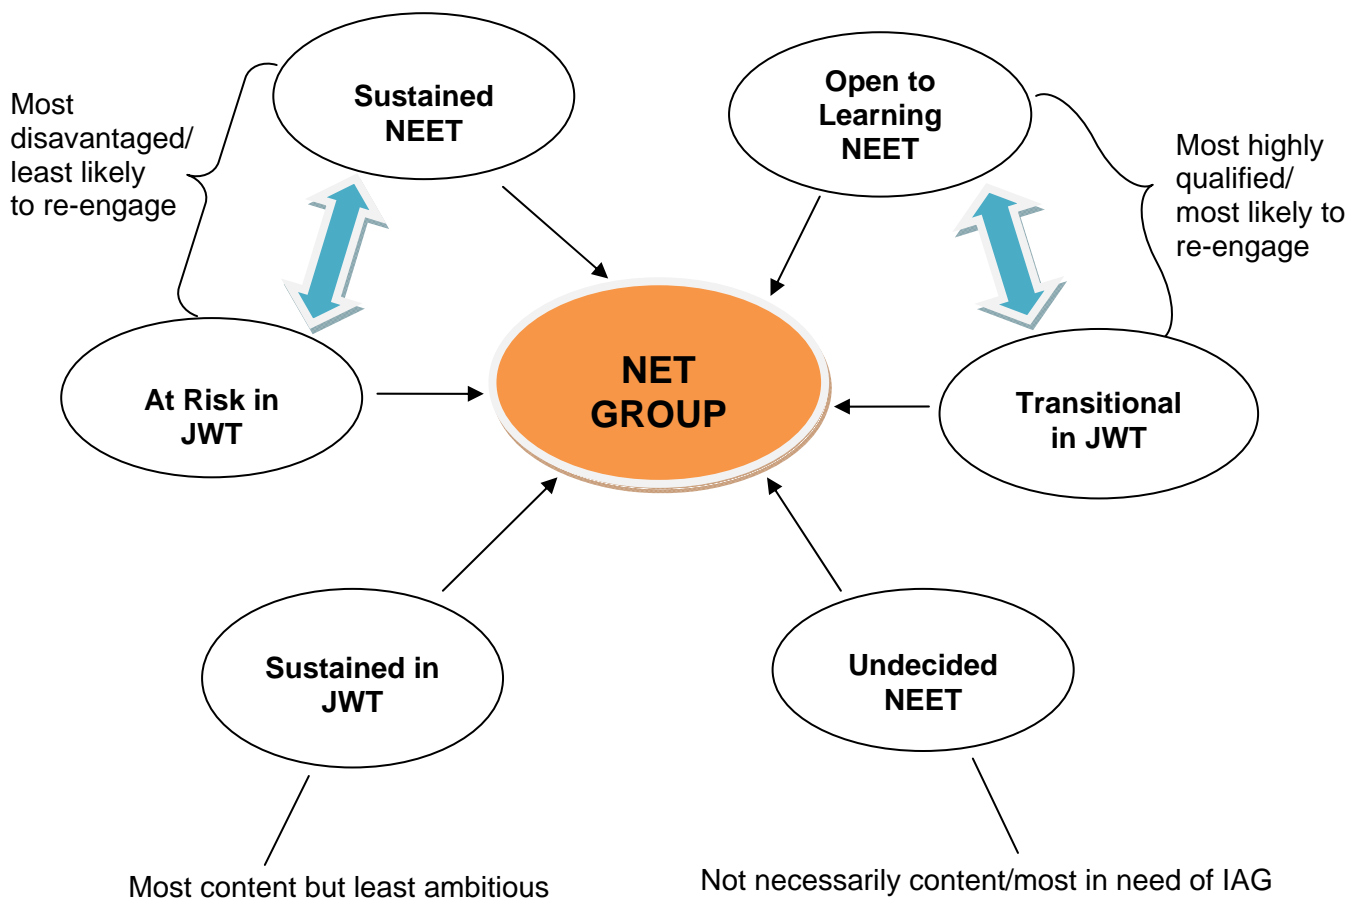 Most
disavantaged/
least likely
to re-engage
Sustained
NEET
Open to
Learning
NEET
Most highly
qualified/
most likely to
re-engage
At Risk in
JWT
NET
GROUP
Transitional
in JWT
Sustained in
JWT
Undecided
NEET
Most content but least ambitious
Not necessarily content/most in need of IAG